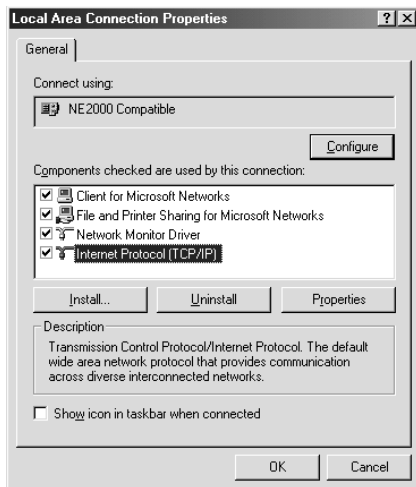 Local Area Connection Properties
General
Connect using:
NE2000 Compatible
Configure
Components checked are used by this connection:
Client for Microsoft Networks
File and Printer Sharing for Microsoft Networks
Network Monitor Driver
Internet Protocol (TCP/IP)
Install... Uninstall Properties
Description
Transmission Control Protocol/Internet Protocol. The default
wide area network protocol that provides communication
across diverse interconnected networks.
Show icon in taskbar when connected
OK Cancel